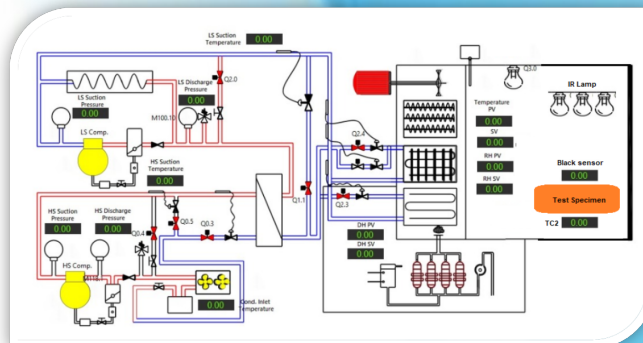 LS Suction
Temperature
0.00
Q2.0
LS Suction
Pressure
0.00
LS Discharge
Pressure
0.00
M100.10
LS Comp.
HS Suction
Temperature
0.00
HS Suction
Pressure
0.00
HS Discharge
Pressure
0.00
Q0.4
Q0.5
Q0.3
Q1.1
HS Comp.
0.00
Cond. Inlet
Temperature
Q2.4
Q2.3
DH PV
0.00
DH SV
0.00
Q3.0
Temperature
PV
0.00
SV
0.00
RH PV
0.00
RH SV
0.00
IR Lamp
Black sensor
0.00
Test Specimen
TC2
0.00